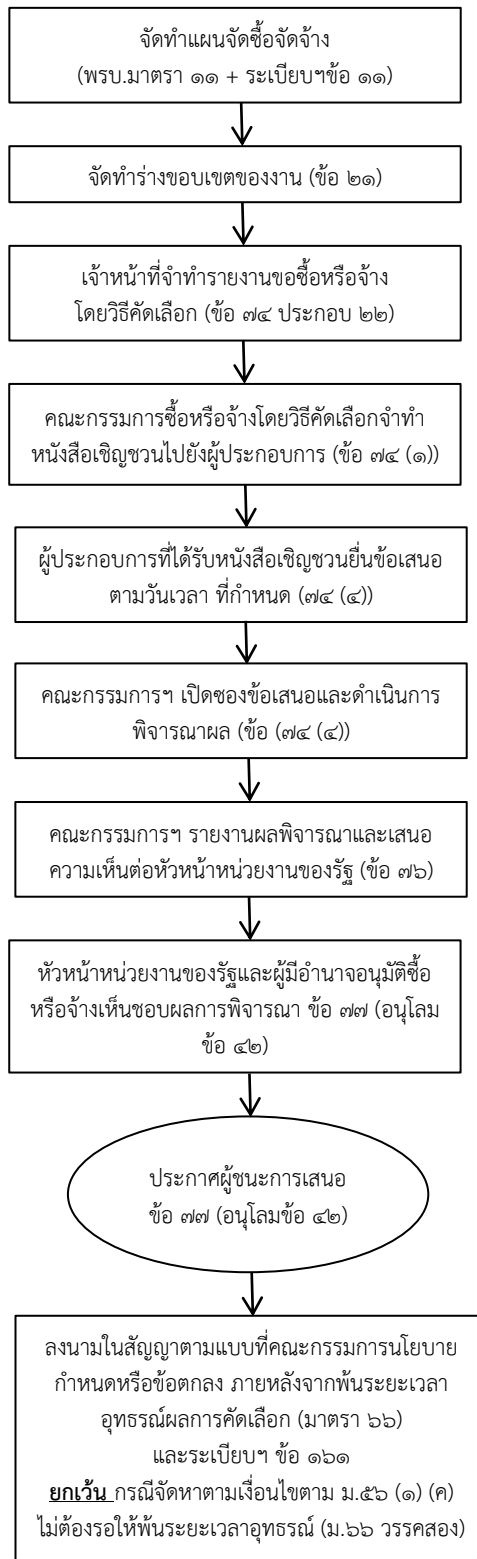 จัดทำแผนจัดซื้อจัดจ้าง
(พรบ.มาตรา ๑๑ + ระเบียบฯข้อ ๑๑)
จัดทำร่างขอบเขตของงาน (ข้อ ๒๑)
เจ้าหน้าที่จำทำรายงานขอซื้อหรือจ้าง
โดยวิธีคัดเลือก (ข้อ ๗๔ ประกอบ ๒๒)
คณะกรรมการซื้อหรือจ้างโดยวิธีคัดเลือกจำทำ
หนังสือเชิญชวนไปยังผู้ประกอบการ (ข้อ ๗๔ (๑))
ผู้ประกอบการที่ได้รับหนังสือเชิญชวนยื่นข้อเสนอ
ตามวันเวลา ที่กำหนด (๗๔ (๔))
คณะกรรมการฯ เปิดซองข้อเสนอและดำเนินการ
พิจารณาผล (ข้อ (๗๔ (๔))
คณะกรรมการฯ รายงานผลพิจารณาและเสนอ
ความเห็นต่อหัวหน้าหน่วยงานของรัฐ (ข้อ ๗๖)
หัวหน้าหน่วยงานของรัฐและผู้มีอำนาจอนุมัติซื้อ
หรือจ้างเห็นชอบผลการพิจารณา ข้อ ๗๗ (อนุโลม
ข้อ ๔๒)
ประกาศผู้ชนะการเสนอ
ข้อ ๗๗ (อนุโลมข้อ ๔๒)
ลงนามในสัญญาตามแบบที่คณะกรรมการนโยบาย
กำหนดหรือข้อตกลง ภายหลังจากพ้นระยะเวลา
อุทธรณ์ผลการคัดเลือก (มาตรา ๖๖)
และระเบียบฯ ข้อ ๑๖๑
ยกเว้น กรณีจัดหาตามเงื่อนไขตาม ม.๕๖ (๑) (ค)
ไม่ต้องรอให้พ้นระยะเวลาอุทธรณ์ (ม.๖๖ วรรคสอง)